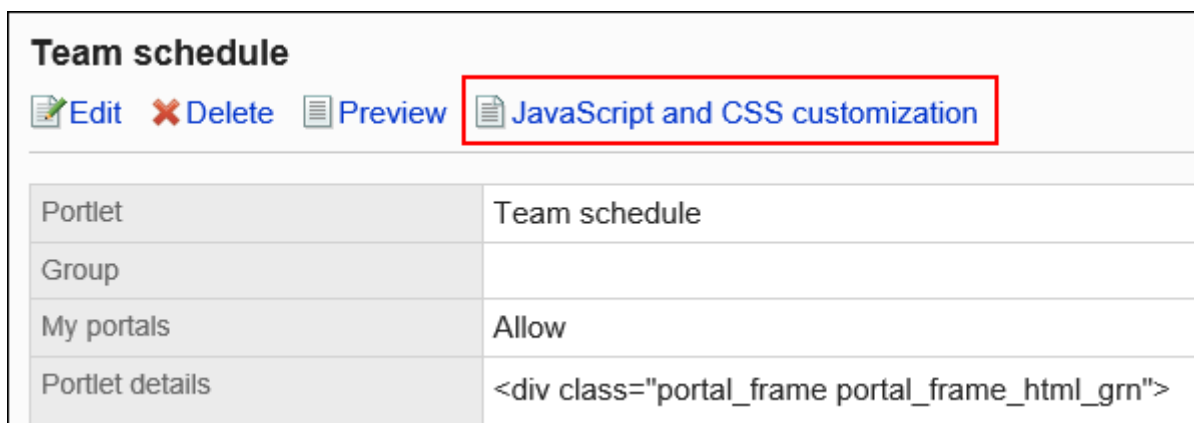 Team schedule
Edit Delete Preview JavaScript and CSS customization
Portlet Team schedule
Group
My portals Allow
Portlet details <div class="portal_frame portal_frame_html_grn">